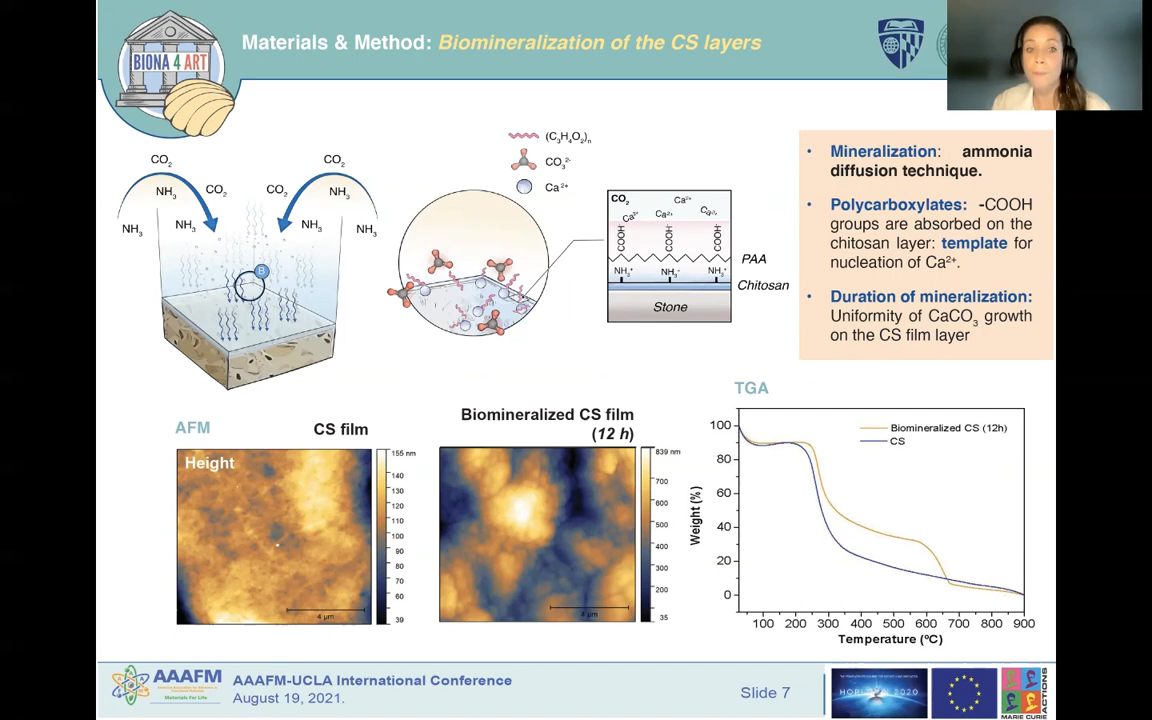 Materials & Method: Biomineralization of the CS layers
BIONA 4 ART
CO2
NH3
CO2
NH3
NH3
CO2
NH3
CO2
NH3
NH3
B
(C3H4O2)n
CO3 2-
Ca2+
CO2
Ca2+
Ca2+
Ca2+
COOH
COOH
COOH
NH3+
NH3+
PAA
Chitosan
Stone
• Mineralization: ammonia
diffusion technique.
• Polycarboxylates: -COOH
groups are absorbed on the
chitosan layer: template for
nucleation of Ca2+.
• Duration of mineralization:
Uniformity of CaCO3 growth
on the CS film layer
AFM
CS film
Height
155 nm
140
130
120
110
100
90
80
70
60
39
4 µm
Biomineralized CS film
(12 h)
839 nm
700
600
500
400
300
200
35
4 µm
TGA
Biomineralized CS (12h)
CS
Weight (%)
100
80
60
40
20
0
100 200 300 400 500 600 700 800 900
Temperature (ºC)
AAAFM
Materials For Life
AAAFM-UCLA International Conference
August 19, 2021.
Slide 7
HORIZON 2020
MARIE CURIE
ACTIONS